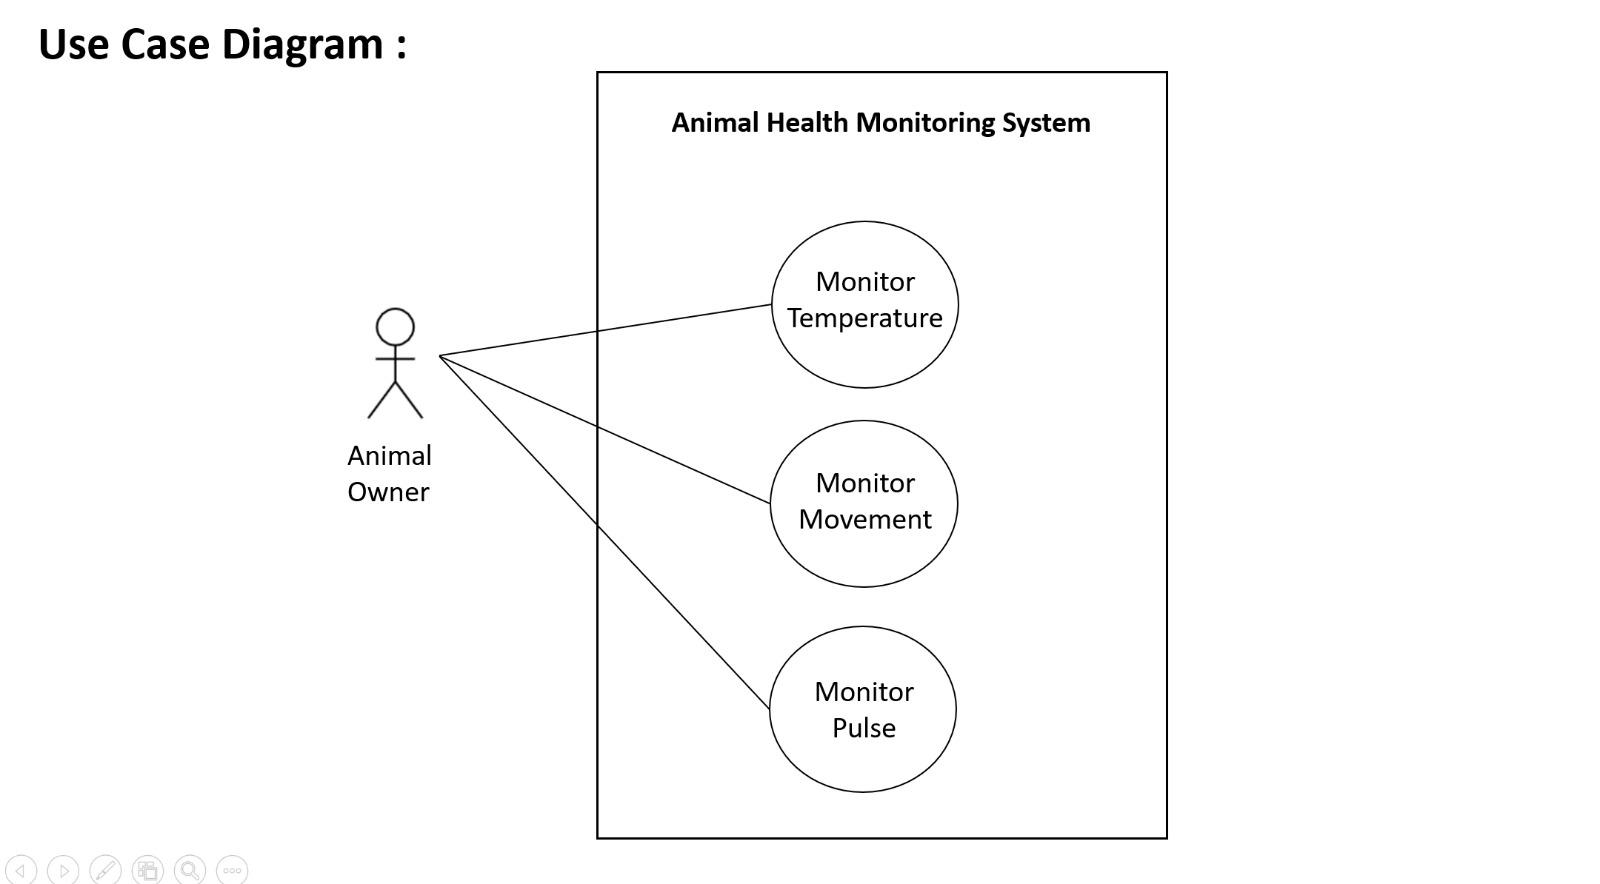 Use Case Diagram :
Animal Health Monitoring System
Monitor
Temperature
Animal
Owner
Monitor
Movement
Monitor
Pulse